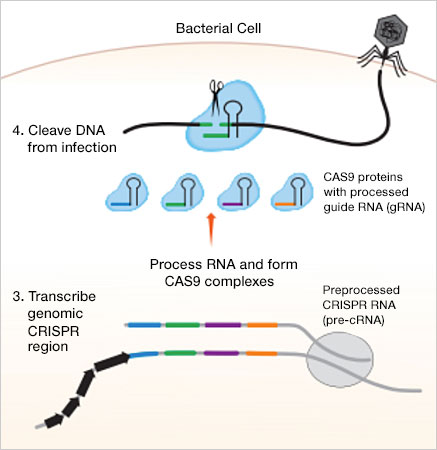 Bacterial Cell
4. Cleave DNA
from infection
CAS9 proteins
with processed
guide RNA (gRNA)
Process RNA and form
CAS9 complexes
3. Transcribe
genomic
CRISPR
region
Preprocessed
CRISPR RNA
(pre-cRNA)